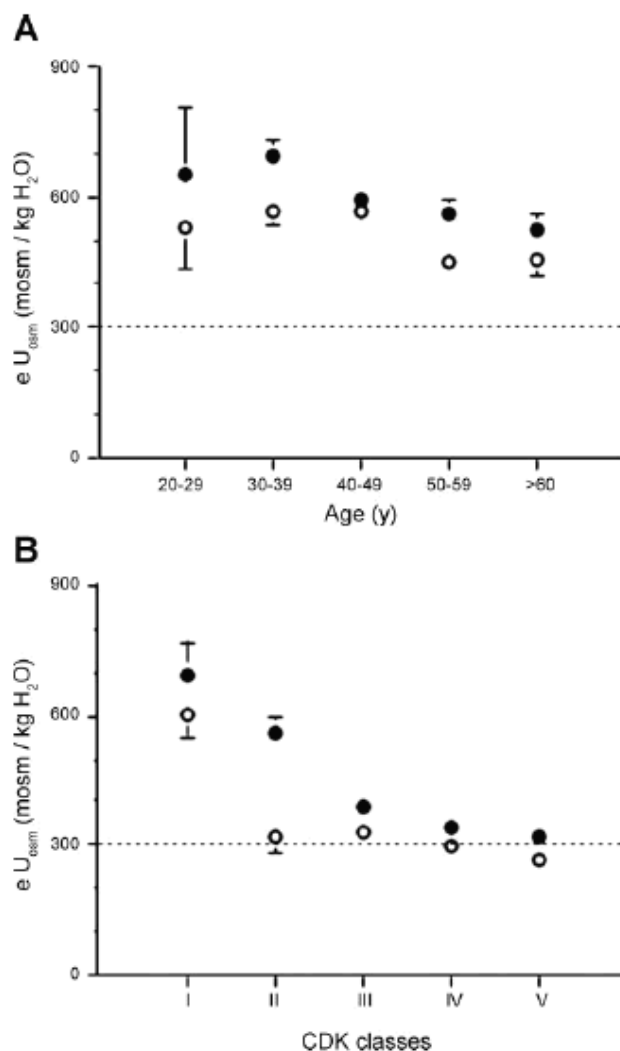 A
900
600
300
0
e U_osm (mosm / kg H₂O)
20-29 30-39 40-49 50-59 >60
Age (y)
B
900
600
300
0
e U_osm (mosm / kg H₂O)
I II III IV V
CDK classes